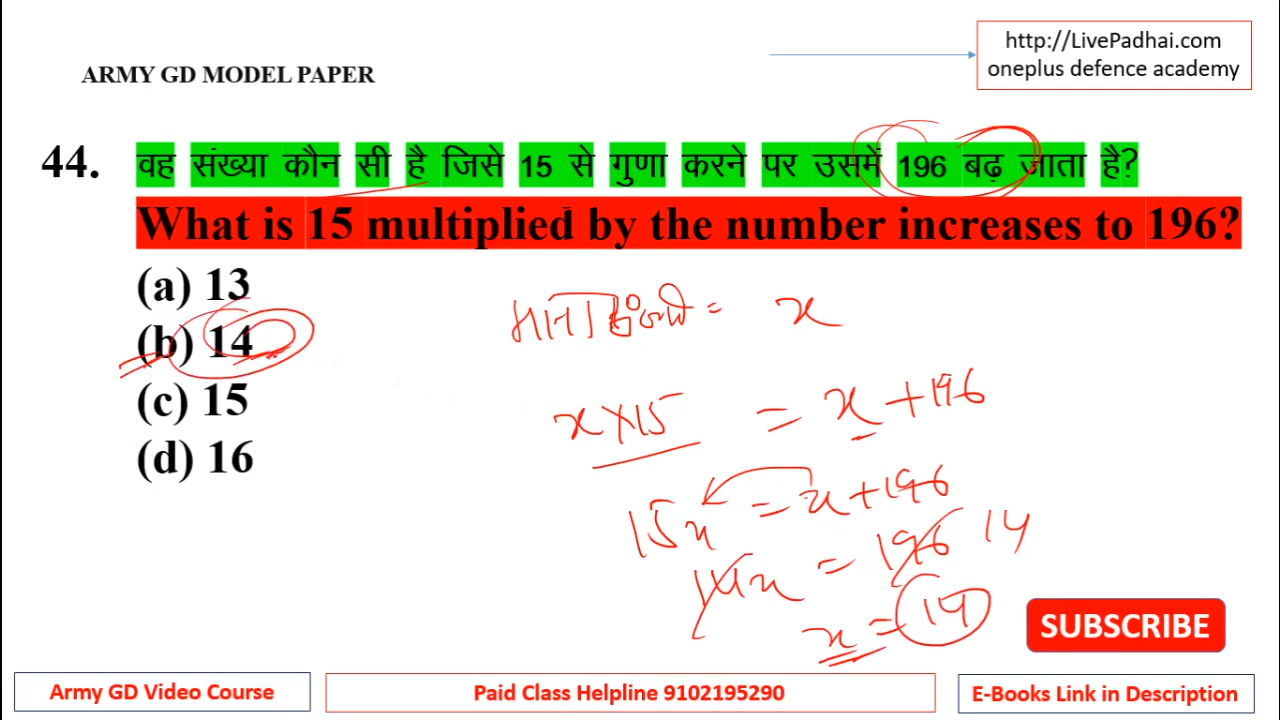 http://LivePadhai.com
oneplus defence academy
ARMY GD MODEL PAPER
44. वह संख्या कौन सी है जिसे 15 से गुणा करने पर उसमें 196 बढ़ जाता है?
What is 15 multiplied by the number increases to 196?
(a) 13
(b) 14
(c) 15
(d) 16
माना = x
x × 15 = x + 196
15x = x + 196
14x = 196 14
x = 14
SUBSCRIBE
Army GD Video Course
Paid Class Helpline 9102195290
E-Books Link in Description